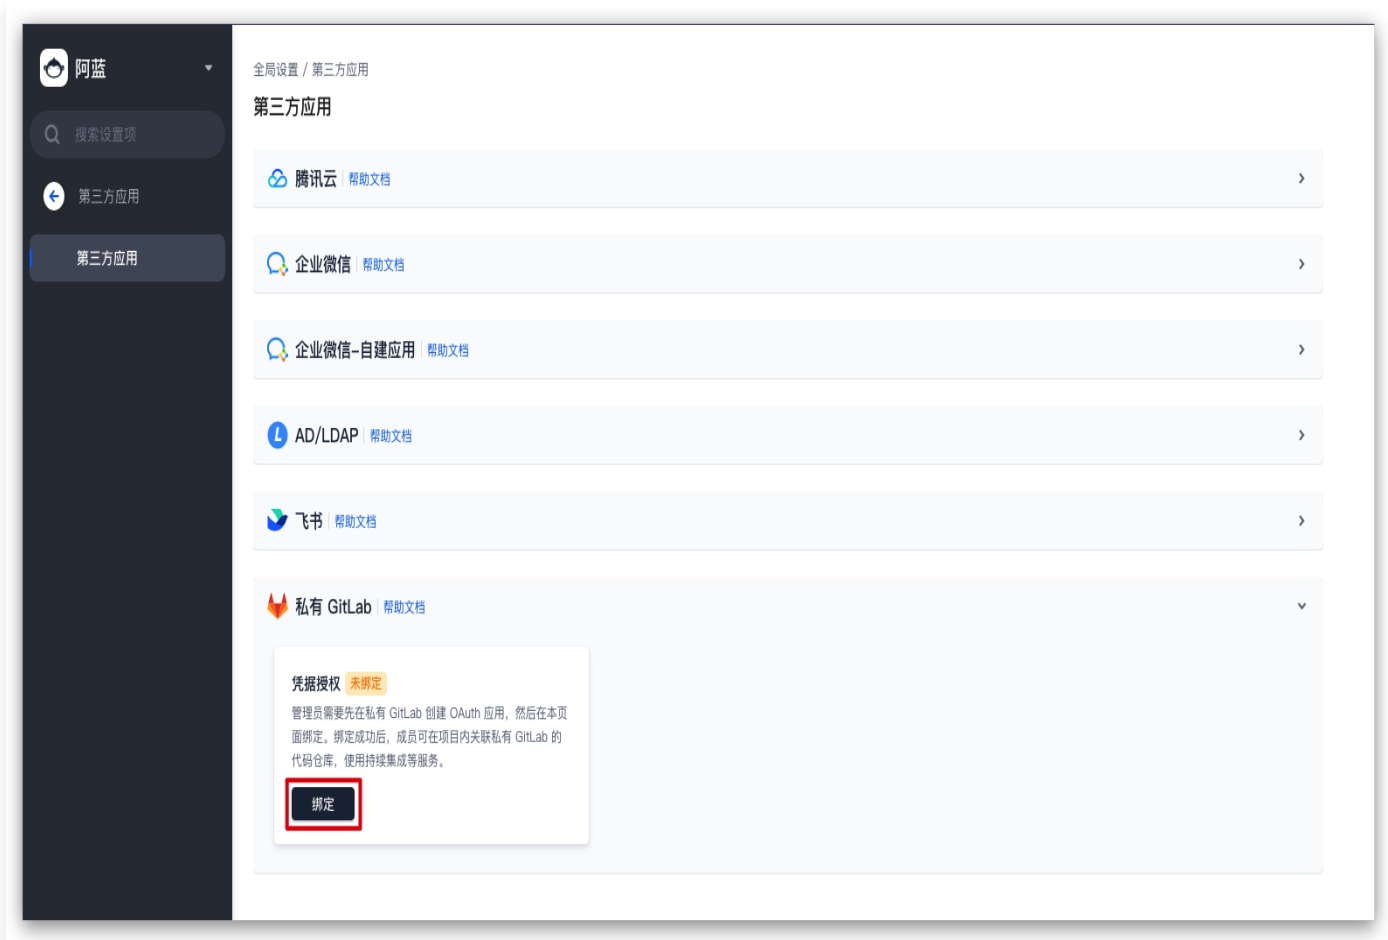 阿蓝
搜索设置项
第三方应用
第三方应用
全局设置 / 第三方应用
第三方应用
腾讯云 帮助文档
企业微信 帮助文档
企业微信-自建应用 帮助文档
AD/LDAP 帮助文档
飞书 帮助文档
私有 GitLab 帮助文档
凭据授权 未绑定
管理员需要先在私有 GitLab 创建 OAuth 应用，然后在本页
面绑定。绑定成功后，成员可在项目内关联私有 GitLab 的
代码仓库，使用持续集成等服务。
绑定